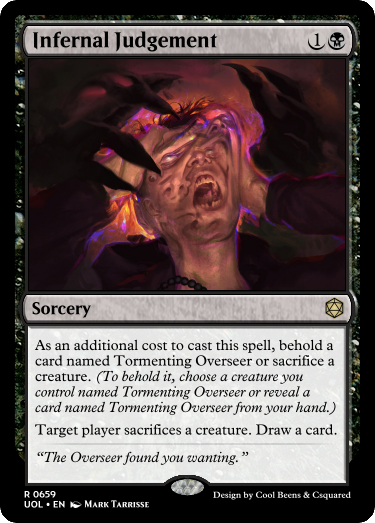 Infernal Judgement 1
Sorcery
As an additional cost to cast this spell, behold a
card named Tormenting Overseer or sacrifice a
creature. (To behold it, choose a creature you
control named Tormenting Overseer or reveal a
card named Tormenting Overseer from your hand.)
Target player sacrifices a creature. Draw a card.
“The Overseer found you wanting.”
R 0659
UOL • EN Mark Tarrisse
Design by Cool Beens & Csquared